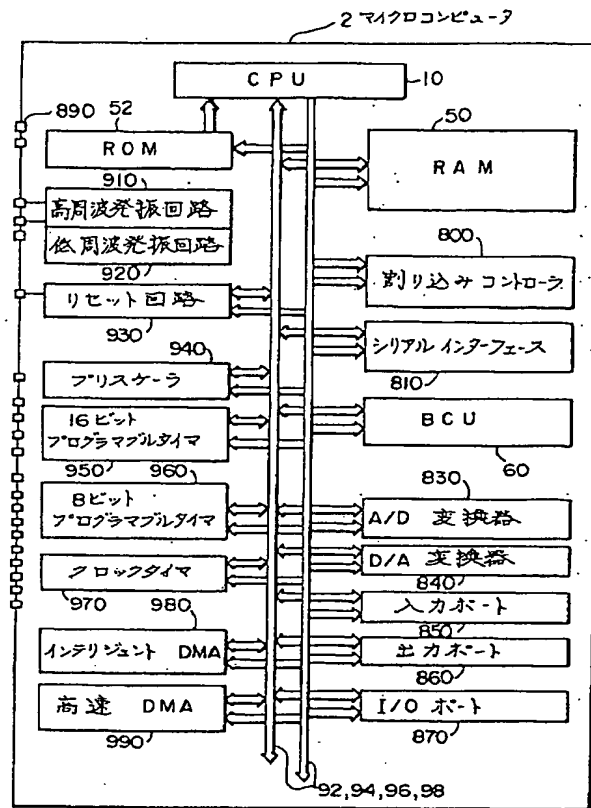 2 マイクロコンピュータ
CPU
10
890
52
ROM
50
RAM
910
高周波発振回路
低周波発振回路
920
800
割り込みコントローラ
リセット回路
930
シリアルインターフェース
810
940
プリスケーラ
BCU
60
16ビット
プログラマブルタイマ
950
960
8ビット
プログラマブルタイマ
830
A/D 変換器
D/A 変換器
840
クロックタイマ
970
980
入力ポート
850
インテリジェント DMA
出力ポート
860
高速 DMA
990
I/O ポート
870
92,94,96,98